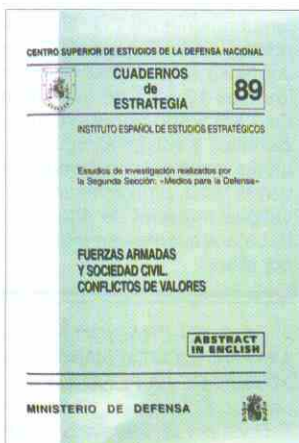 CENTRO SUPERIOR DE ESTUDIOS DE LA DEFENSA NACIONAL
CUADERNOS
de
ESTRATEGIA
89
INSTITUTO ESPAÑOL DE ESTUDIOS ESTRATÉGICOS
Estudios de investigación realizados por
la Segunda Sección: «Medios para la Defensa»
FUERZAS ARMADAS
Y SOCIEDAD CIVIL.
CONFLICTOS DE VALORES
ABSTRACT
IN ENGLISH
MINISTERIO DE DEFENSA